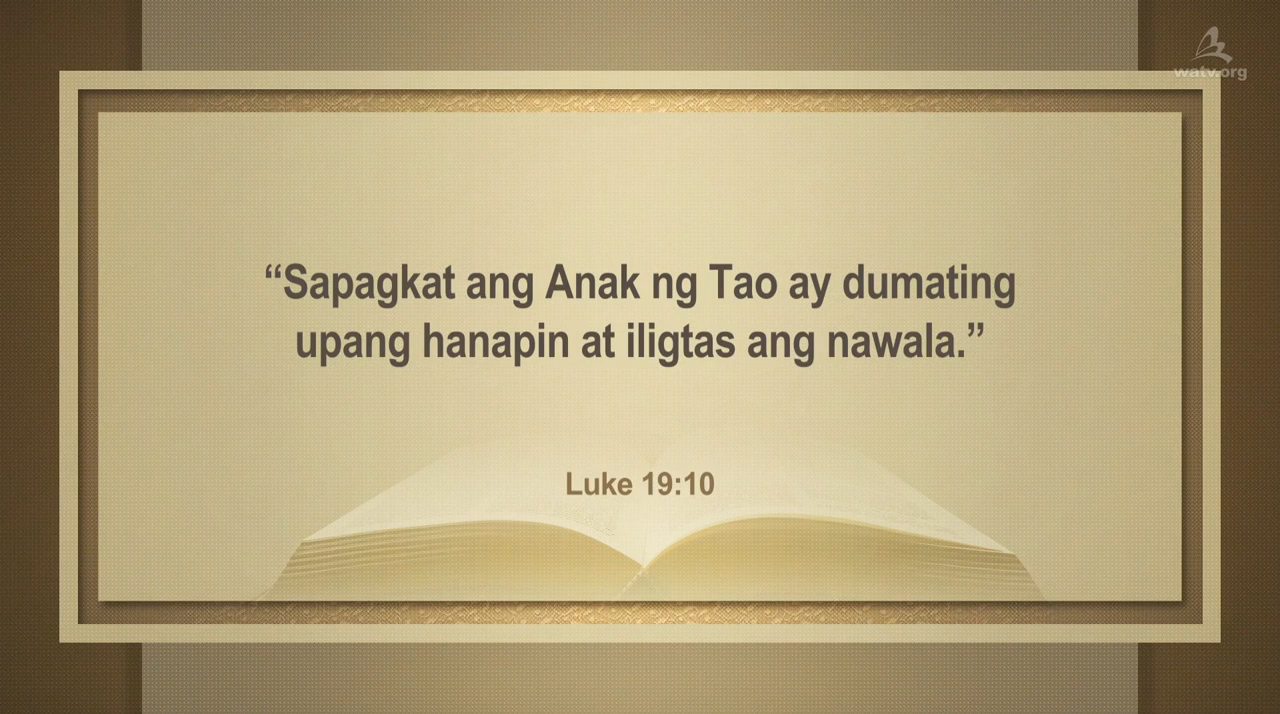 watv.org
“Sapagkat ang Anak ng Tao ay dumating
upang hanapin at iligtas ang nawala.”
Luke 19:10